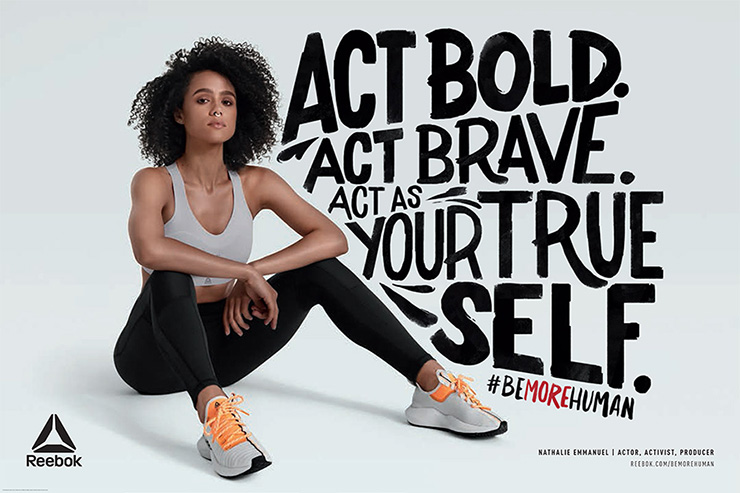 ACT BOLD.
ACT BRAVE.
ACT AS
YOUR TRUE
SELF.
#BEMOREHUMAN
Reebok
NATHALIE EMMANUEL | ACTOR, ACTIVIST, PRODUCER
REEBOK.COM/BEMOREHUMAN